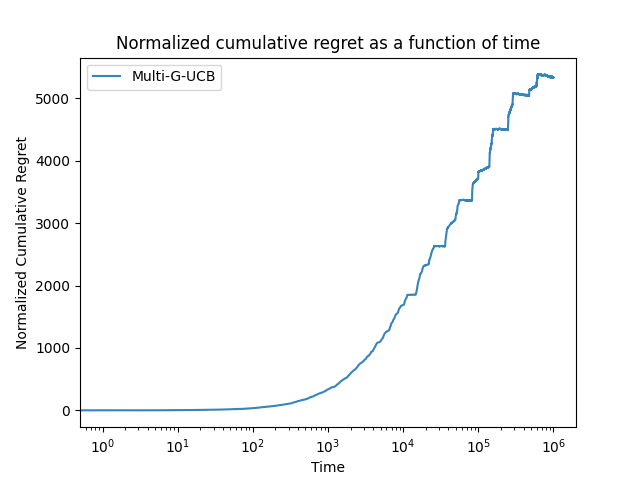 Normalized cumulative regret as a function of time
Multi-G-UCB
Normalized Cumulative Regret
5000
4000
3000
2000
1000
0
10⁰ 10¹ 10² 10³ 10⁴ 10⁵ 10⁶
Time